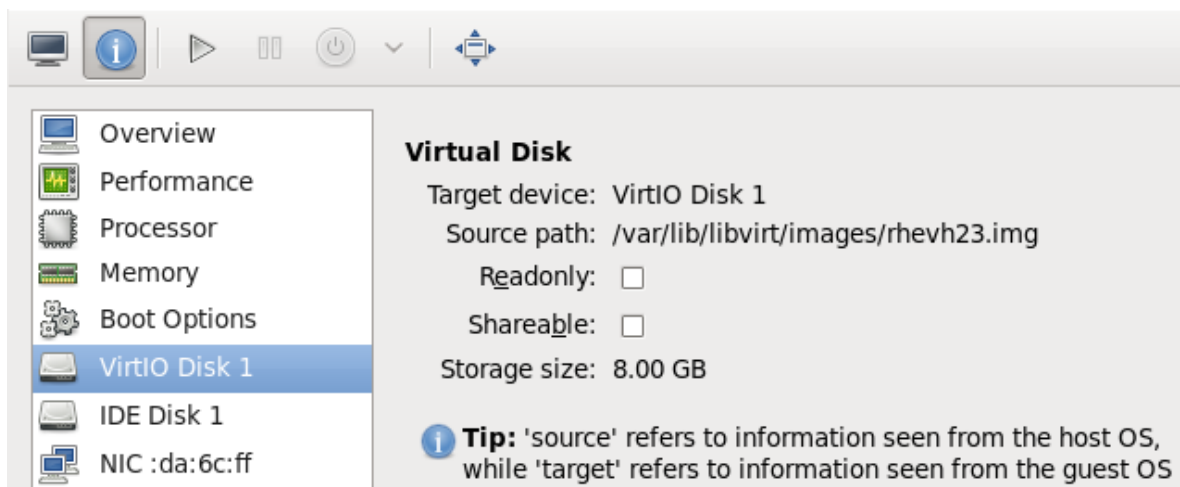 Overview
Performance
Processor
Memory
Boot Options
VirtIO Disk 1
IDE Disk 1
NIC :da:6c:ff
Virtual Disk
Target device: VirtIO Disk 1
Source path: /var/lib/libvirt/images/rhevh23.img
Readonly:
Shareable:
Storage size: 8.00 GB
Tip: 'source' refers to information seen from the host OS,
while 'target' refers to information seen from the guest OS